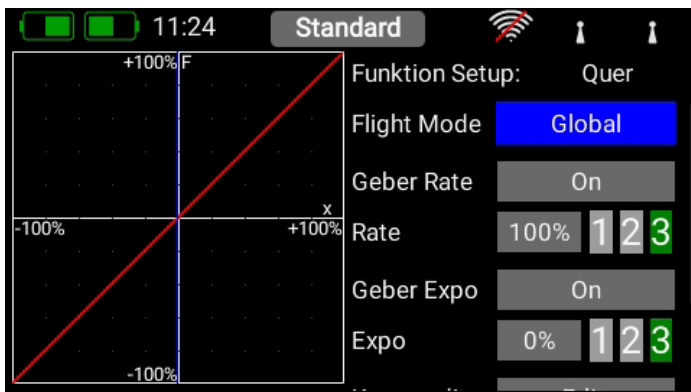 11:24 Standard
+100% F
-100% x +100%
-100%
Funktion Setup: Quer
Flight Mode Global
Geber Rate On
Rate 100% 1 2 3
Geber Expo On
Expo 0% 1 2 3